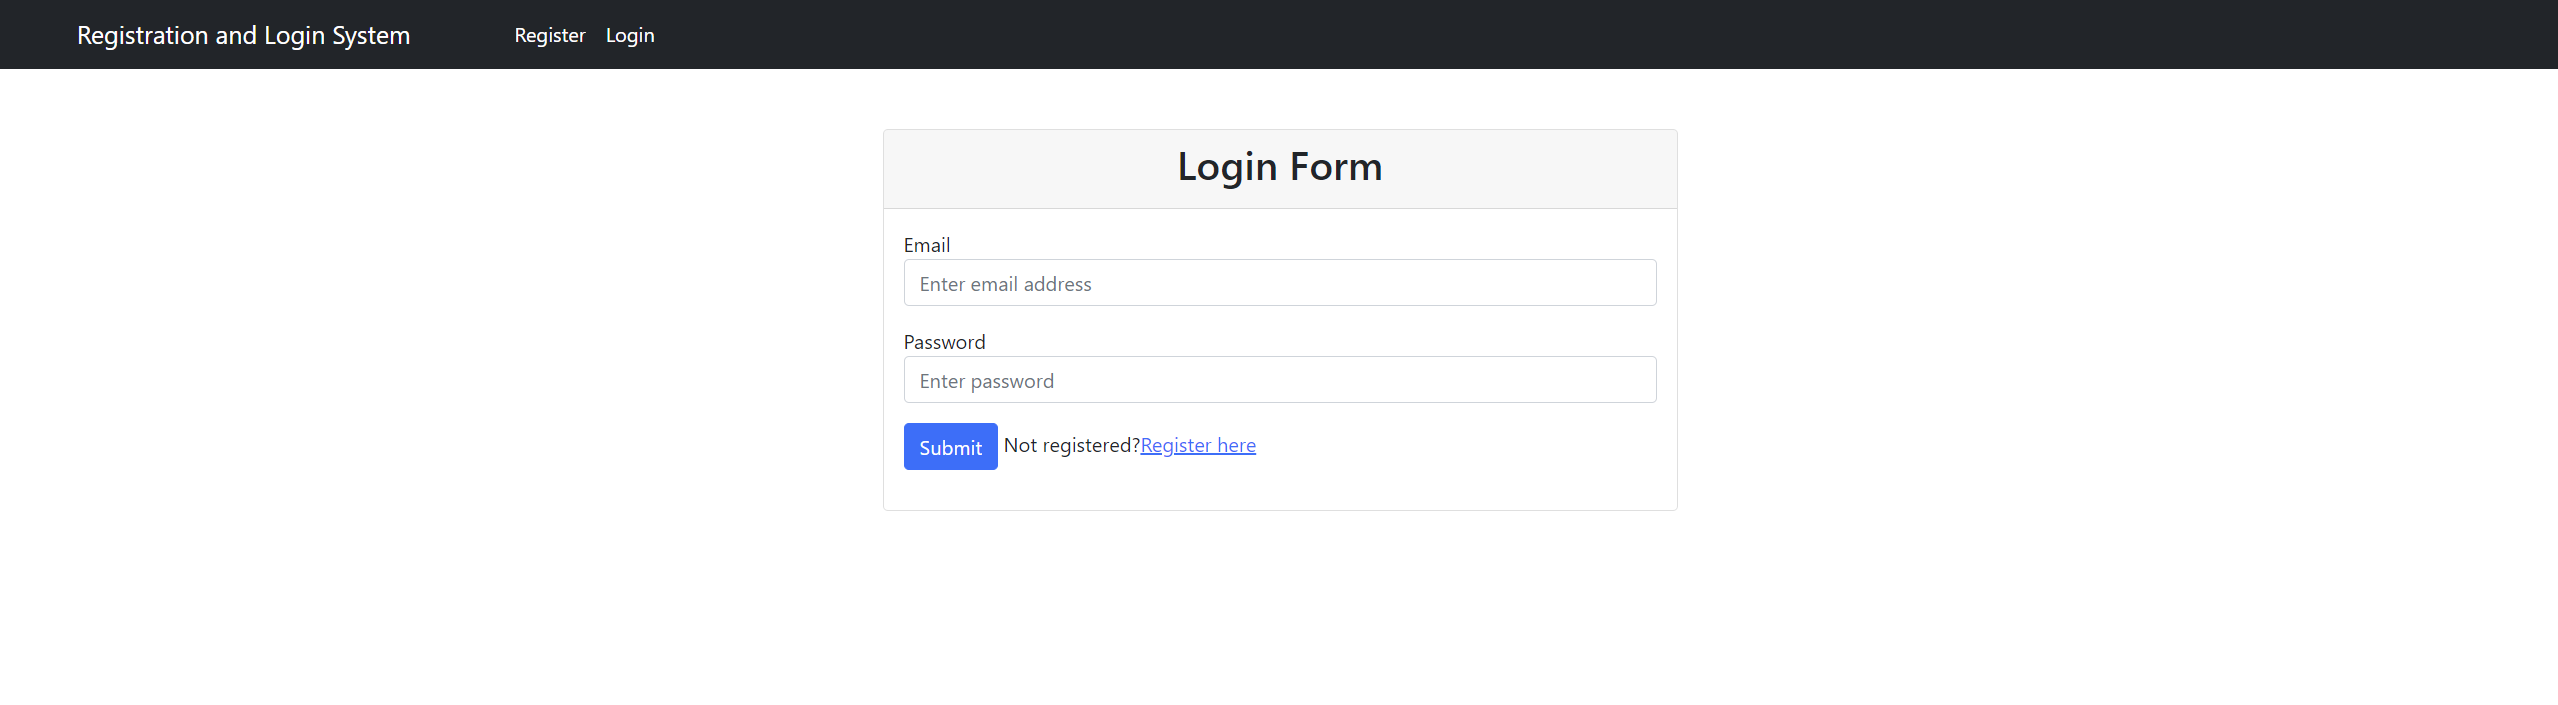 Registration and Login System Register Login
Login Form
Email
Enter email address
Password
Enter password
Submit Not registered?Register here